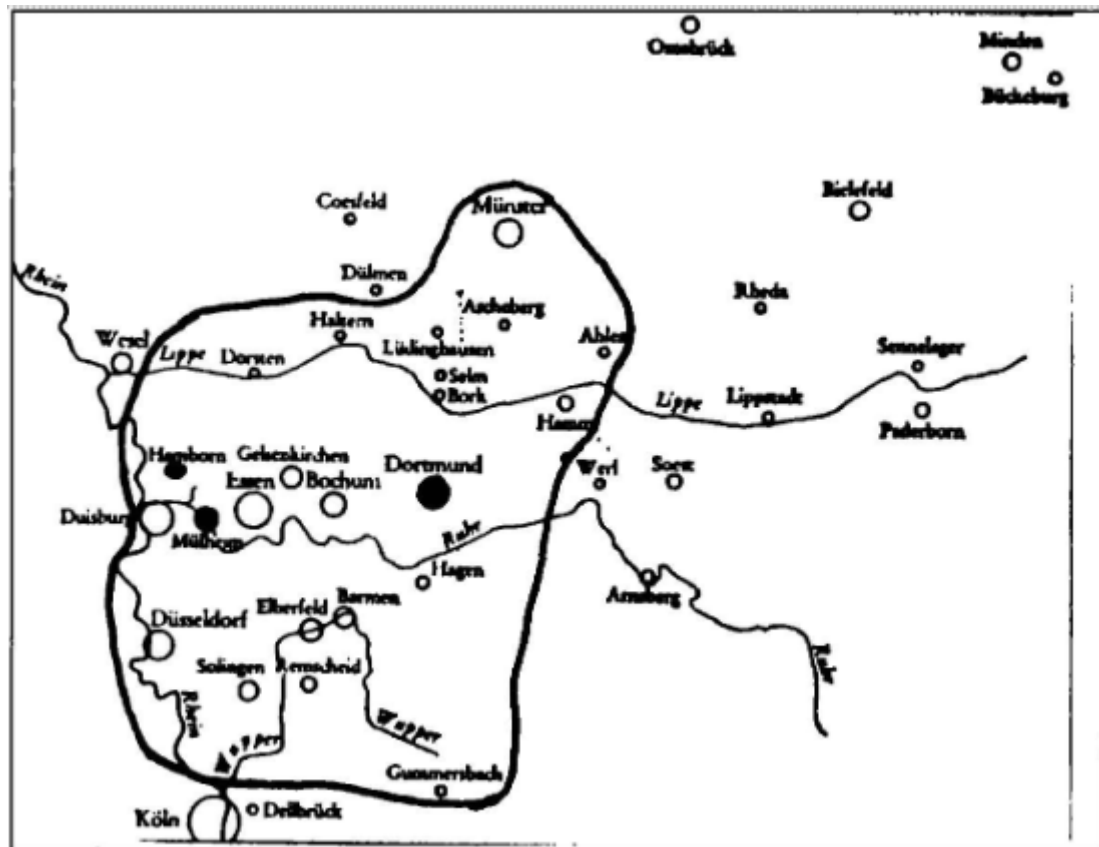 Osnabrück
Minden
Bückeburg
Coesfeld
Münster
Bielefeld
Rhein
Dülmen
Rheda
Haltern
Ascheberg
Wesel
Lippe
Dorsten
Lüdinghausen
Ahlen
Sennelager
Selm
Bork
Lippe
Lippstadt
Hamm
Paderborn
Hamborn
Gelsenkirchen
Dortmund
Werl
Soest
Essen
Bochum
Duisburg
Mülheim
Ruhr
Hagen
Arnsberg
Elberfeld
Barmen
Düsseldorf
Ruhr
Solingen
Remscheid
Rhein
Wupper
Wupper
Gummersbach
Köln
Dellbrück